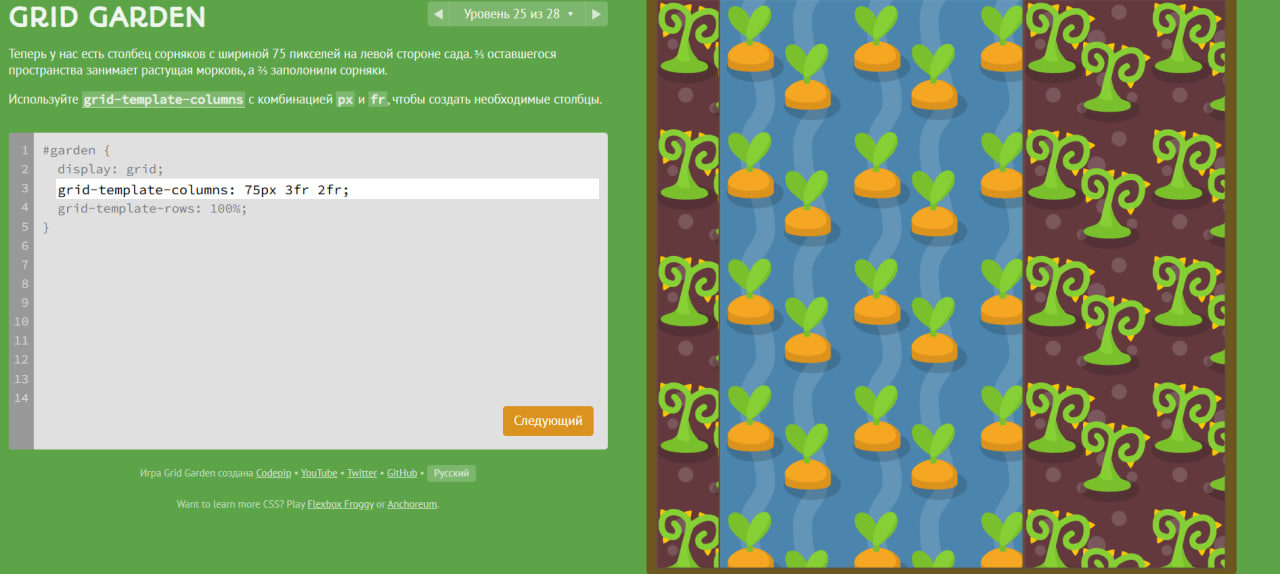 GRID GARDEN
Уровень 25 из 28
Теперь у нас есть столбец сорняков с шириной 75 пикселей на левой стороне сада. ⅗ оставшегося
пространства занимает растущая морковь, а ⅖ заполонили сорняки.
Используйте grid-template-columns с комбинацией px и fr, чтобы создать необходимые столбцы.
1 #garden {
2 display: grid;
3 grid-template-columns: 75px 3fr 2fr;
4 grid-template-rows: 100%;
5 }
6
7
8
9
10
11
12
13
14
Следующий
Игра Grid Garden создана Codepip • YouTube • Twitter • GitHub • Русский
Want to learn more CSS? Play Flexbox Froggy or Anchoreum.